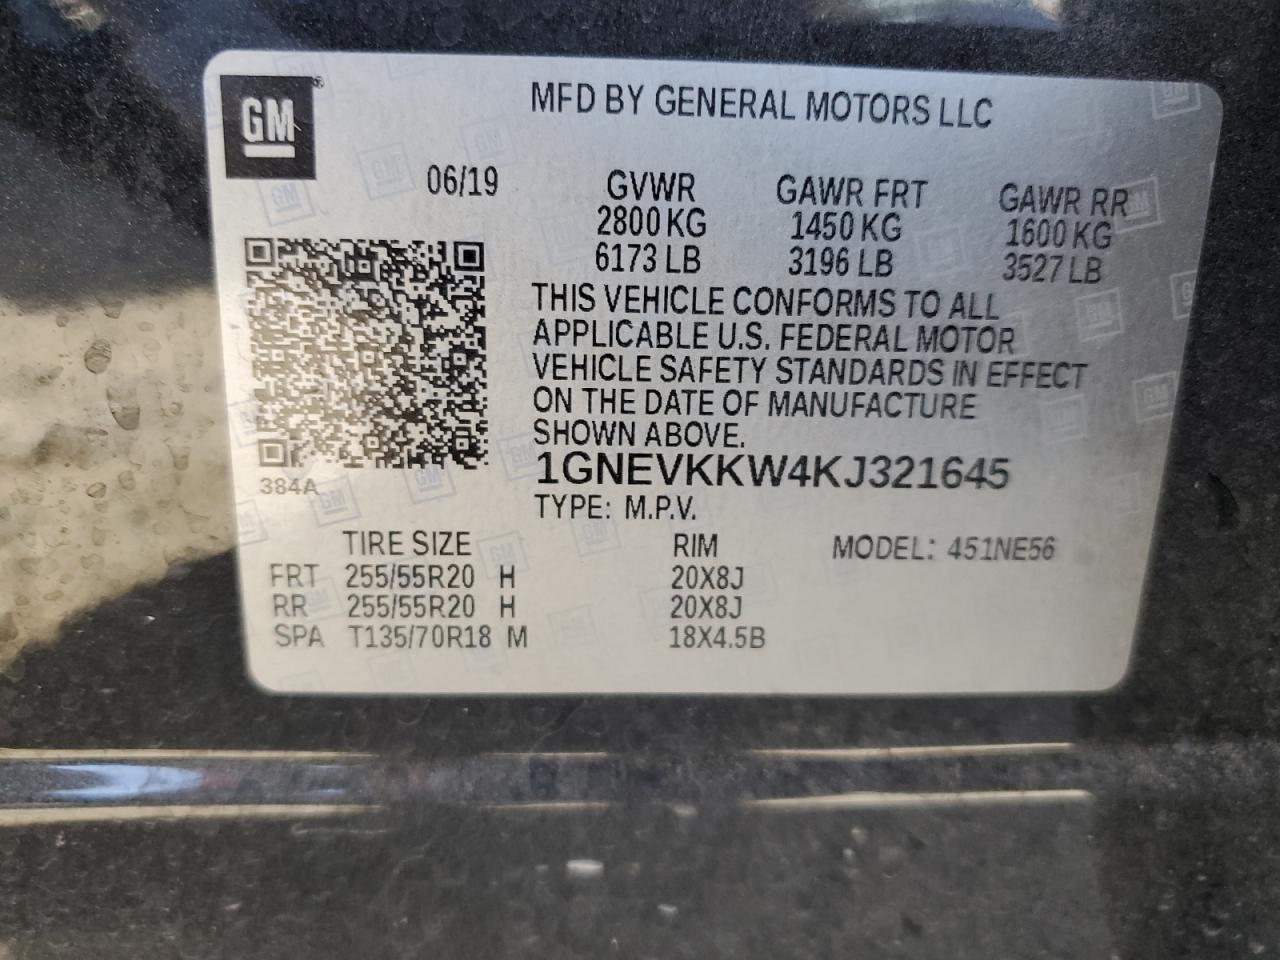 GM®
MFD BY GENERAL MOTORS LLC
06/19 GVWR GAWR FRT GAWR RR
2800 KG 1450 KG 1600 KG
6173 LB 3196 LB 3527 LB
THIS VEHICLE CONFORMS TO ALL
APPLICABLE U.S. FEDERAL MOTOR
VEHICLE SAFETY STANDARDS IN EFFECT
ON THE DATE OF MANUFACTURE
SHOWN ABOVE.
384A
1GNEVKKW4KJ321645
TYPE: M.P.V.
TIRE SIZE RIM MODEL: 451NE56
FRT 255/55R20 H 20X8J
RR 255/55R20 H 20X8J
SPA T135/70R18 M 18X4.5B